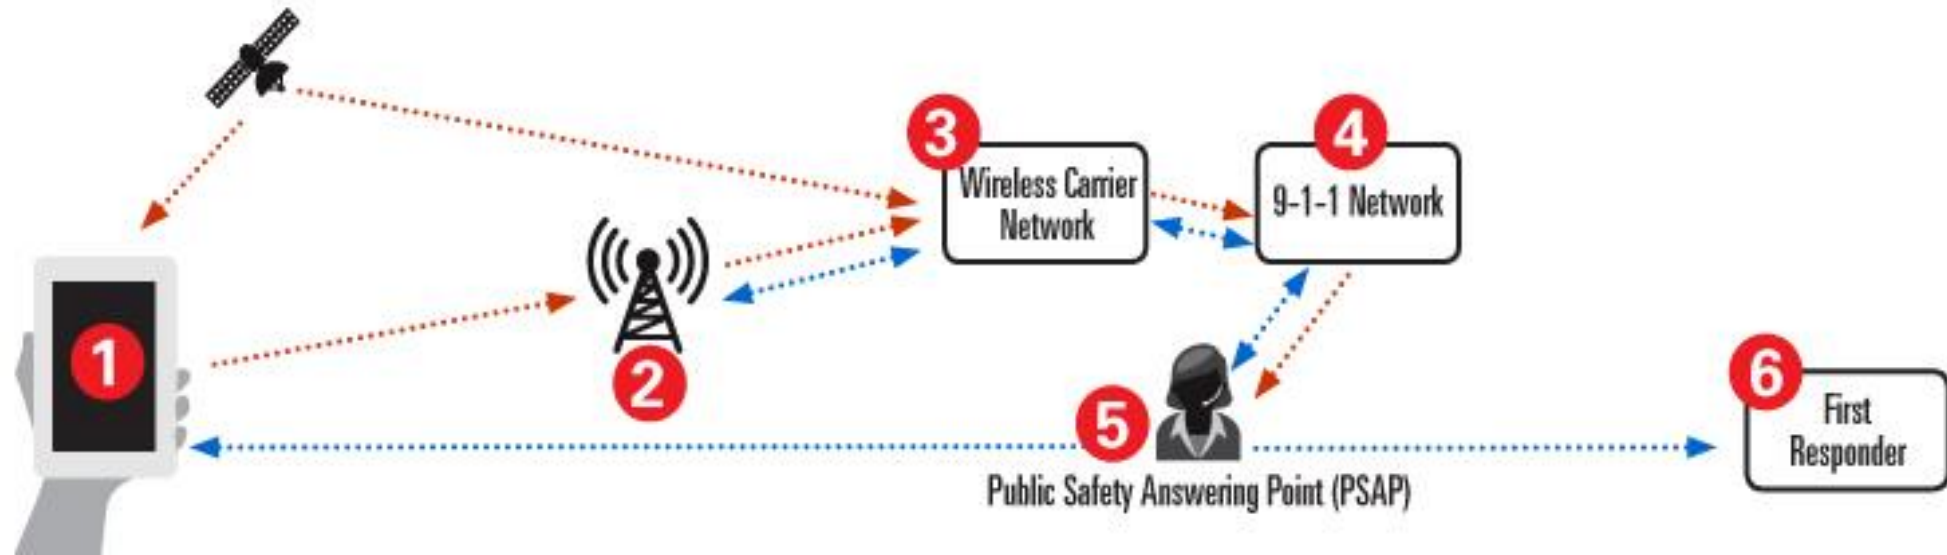 1
2
3
Wireless Carrier
Network
4
9-1-1 Network
5
Public Safety Answering Point (PSAP)
6
First
Responder